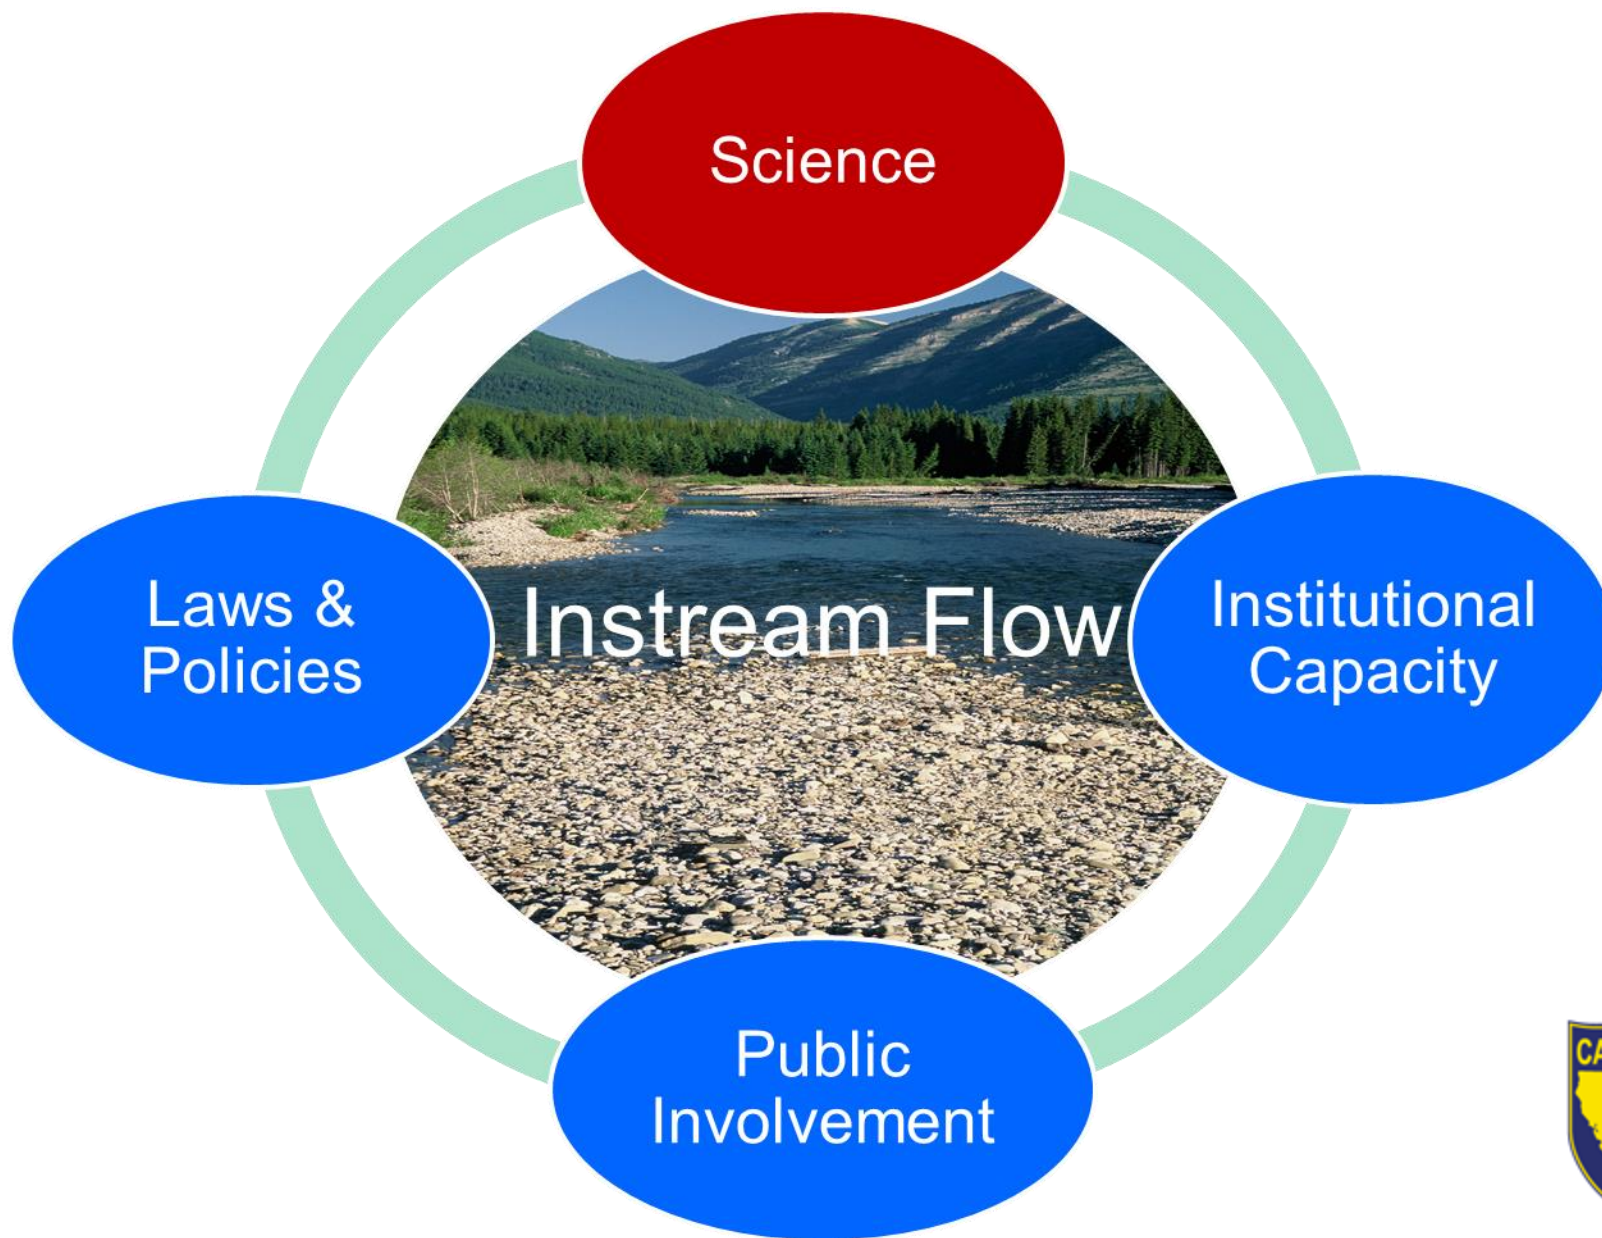 Science
Laws &
Policies
Instream Flow
Institutional
Capacity
Public
Involvement